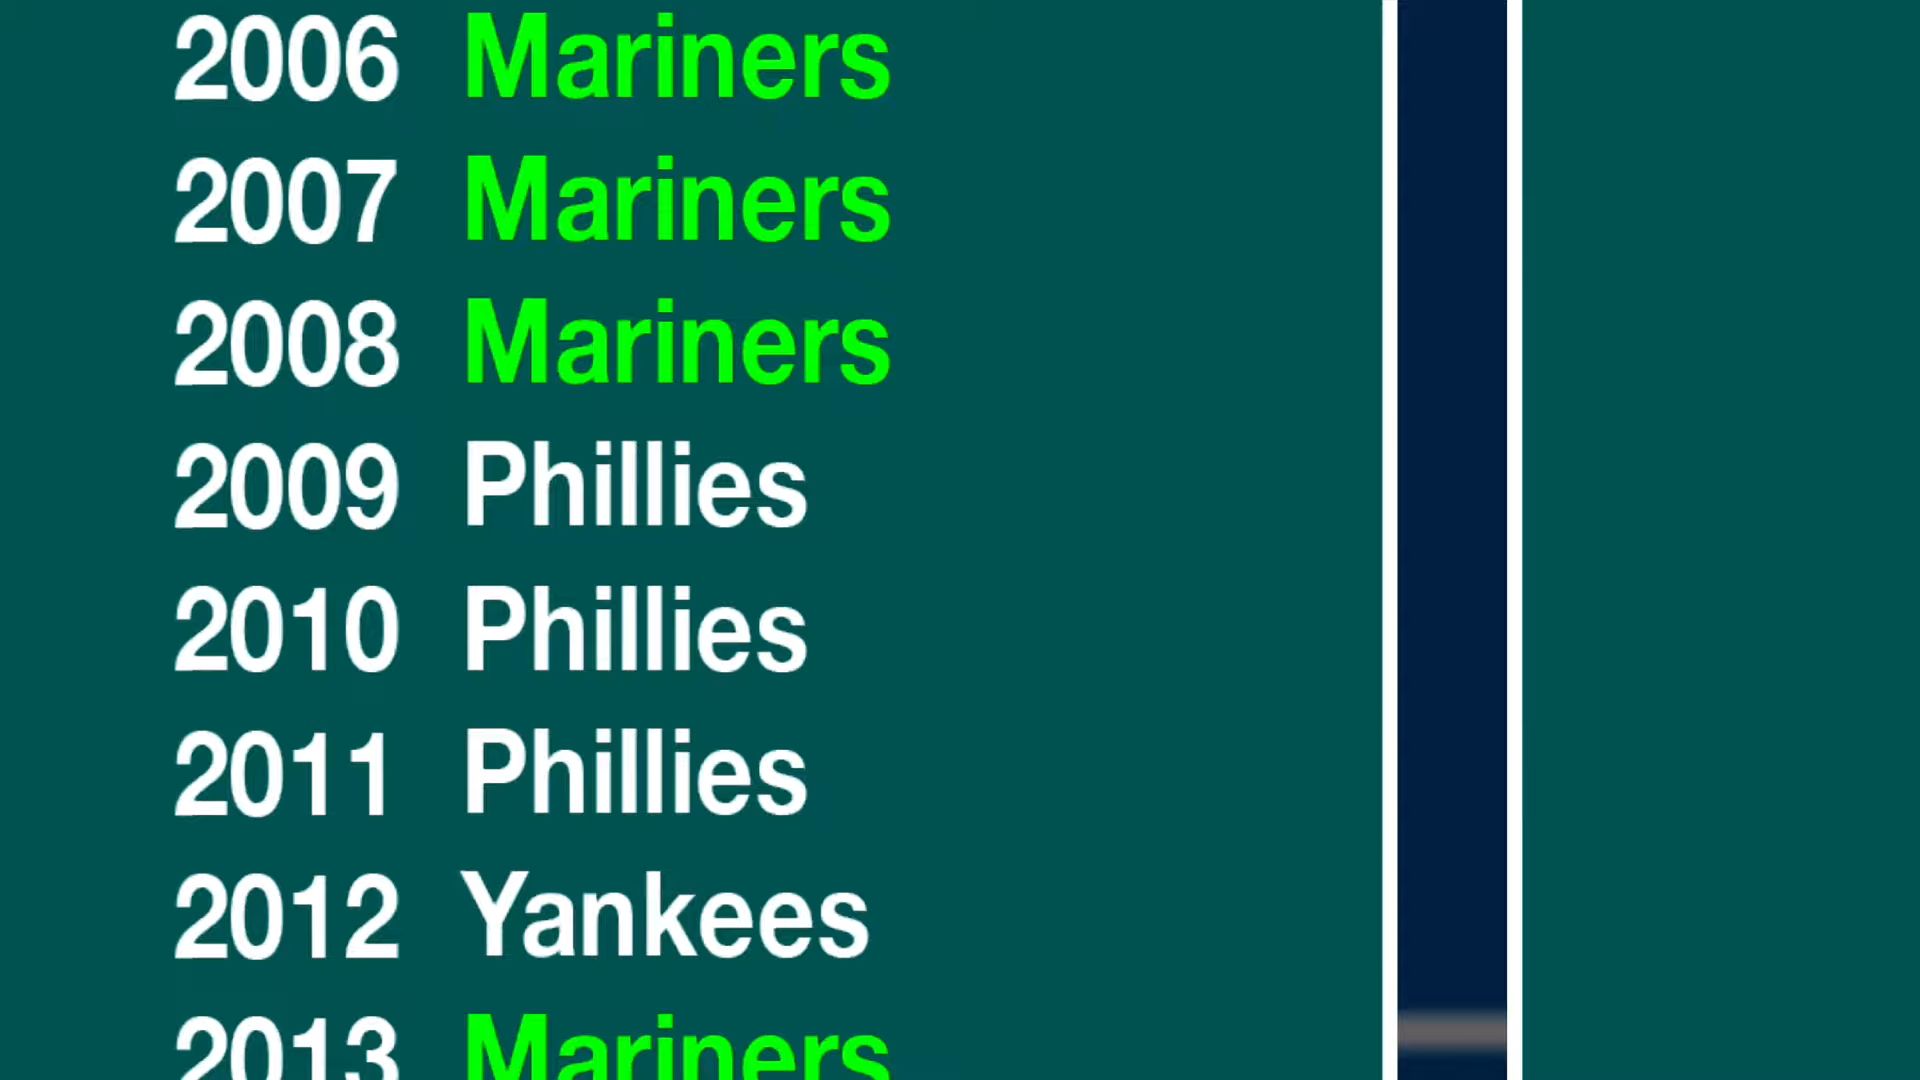 2006 Mariners
2007 Mariners
2008 Mariners
2009 Phillies
2010 Phillies
2011 Phillies
2012 Yankees
2013 Mariners